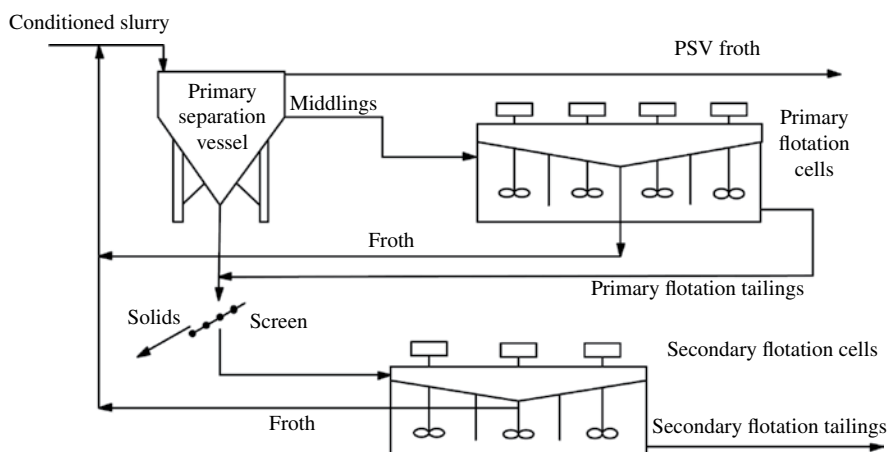 Conditioned slurry
PSV froth
Primary
separation
vessel
Middlings
Primary
flotation
cells
Froth
Primary flotation tailings
Solids
Screen
Secondary flotation cells
Froth
Secondary flotation tailings